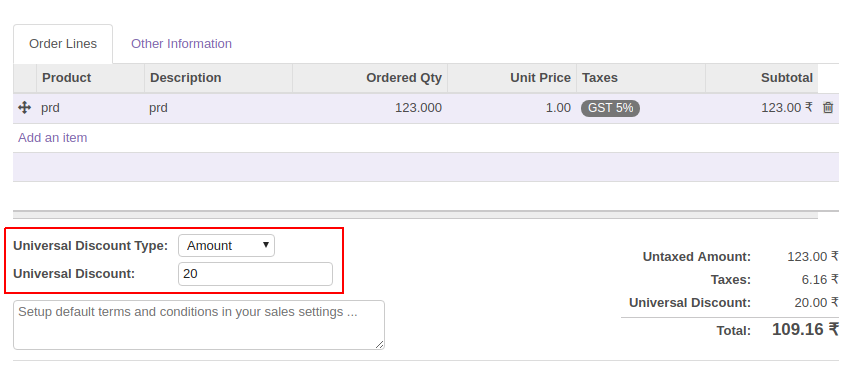 Order Lines Other Information
Product Description Ordered Qty Unit Price Taxes Subtotal
prd prd 123.000 1.00 GST 5% 123.00 ₹
Add an item
Universal Discount Type: Amount
Universal Discount: 20
Setup default terms and conditions in your sales settings ...
Untaxed Amount: 123.00 ₹
Taxes: 6.16 ₹
Universal Discount: 20.00 ₹
Total: 109.16 ₹